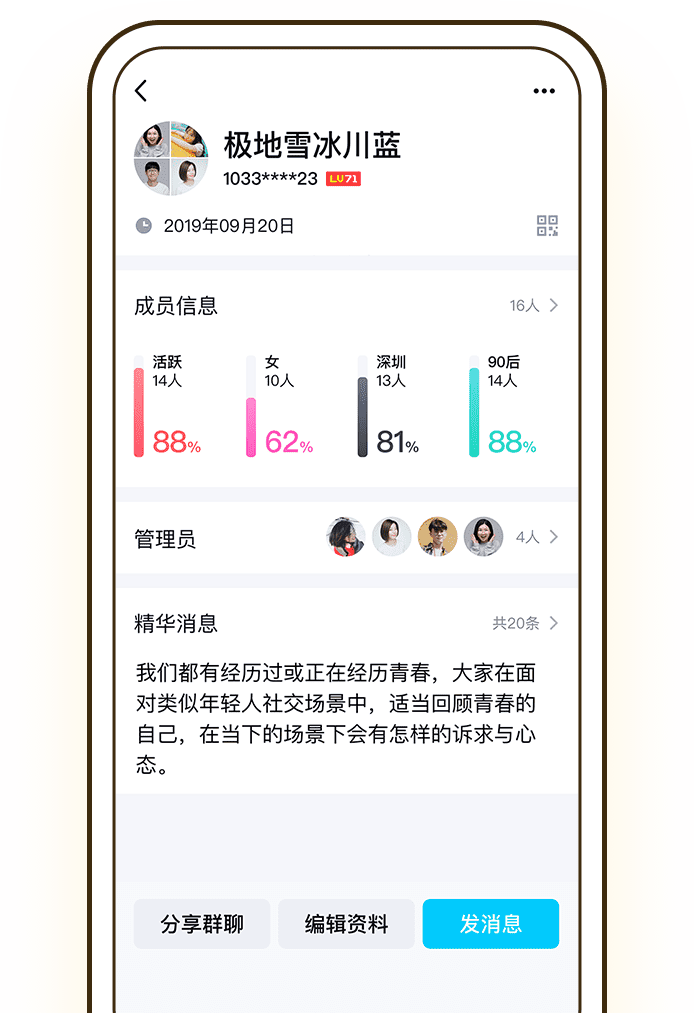 极地雪冰川蓝
1033****23 LV71
2019年09月20日
成员信息 16人
活跃 女 深圳 90后
14人 10人 13人 14人
88% 62% 81% 88%
管理员 4人
精华消息 共20条
我们都有经历过或正在经历青春，大家在面
对类似年轻人社交场景中，适当回顾青春的
自己，在当下的场景下会有怎样的诉求与心
态。
分享群聊 编辑资料 发消息